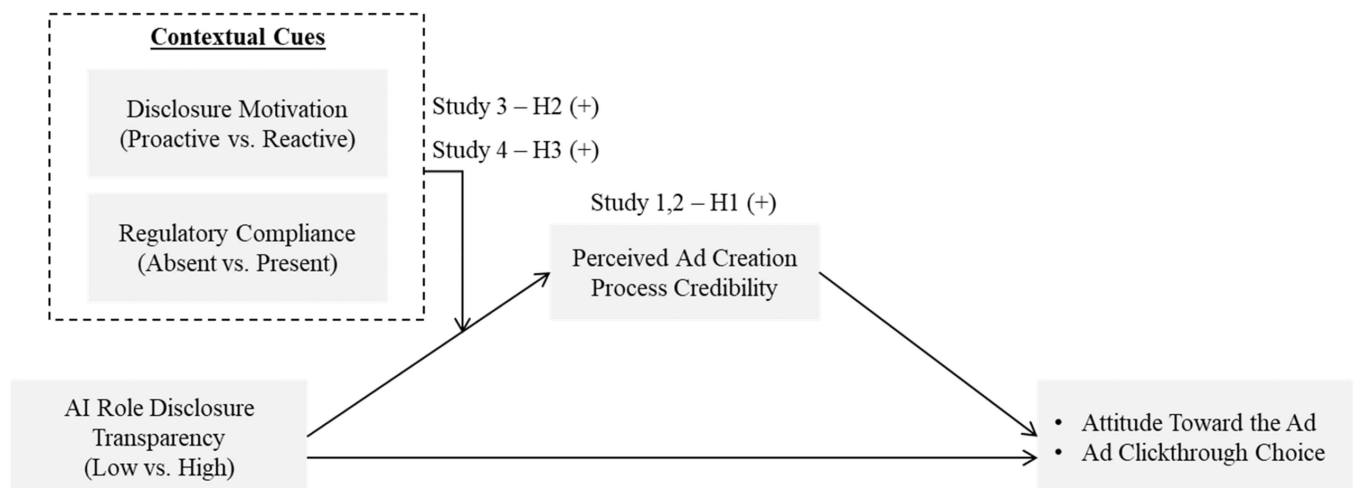 Contextual Cues
Disclosure Motivation
(Proactive vs. Reactive)
Regulatory Compliance
(Absent vs. Present)
Study 3 – H2 (+)
Study 4 – H3 (+)
Study 1,2 – H1 (+)
Perceived Ad Creation
Process Credibility
AI Role Disclosure
Transparency
(Low vs. High)
• Attitude Toward the Ad
• Ad Clickthrough Choice